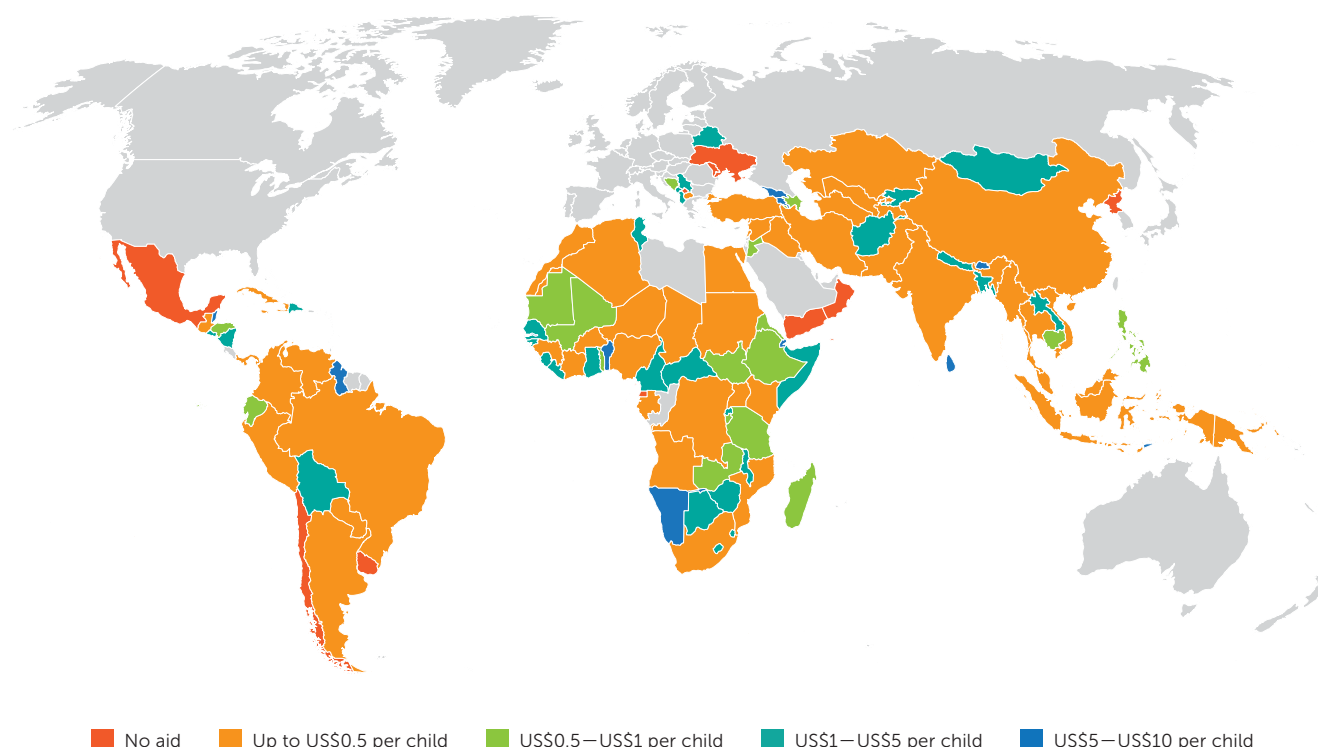 No aid
Up to US$0.5 per child
US$0.5—US$1 per child
US$1—US$5 per child
US$5—US$10 per child